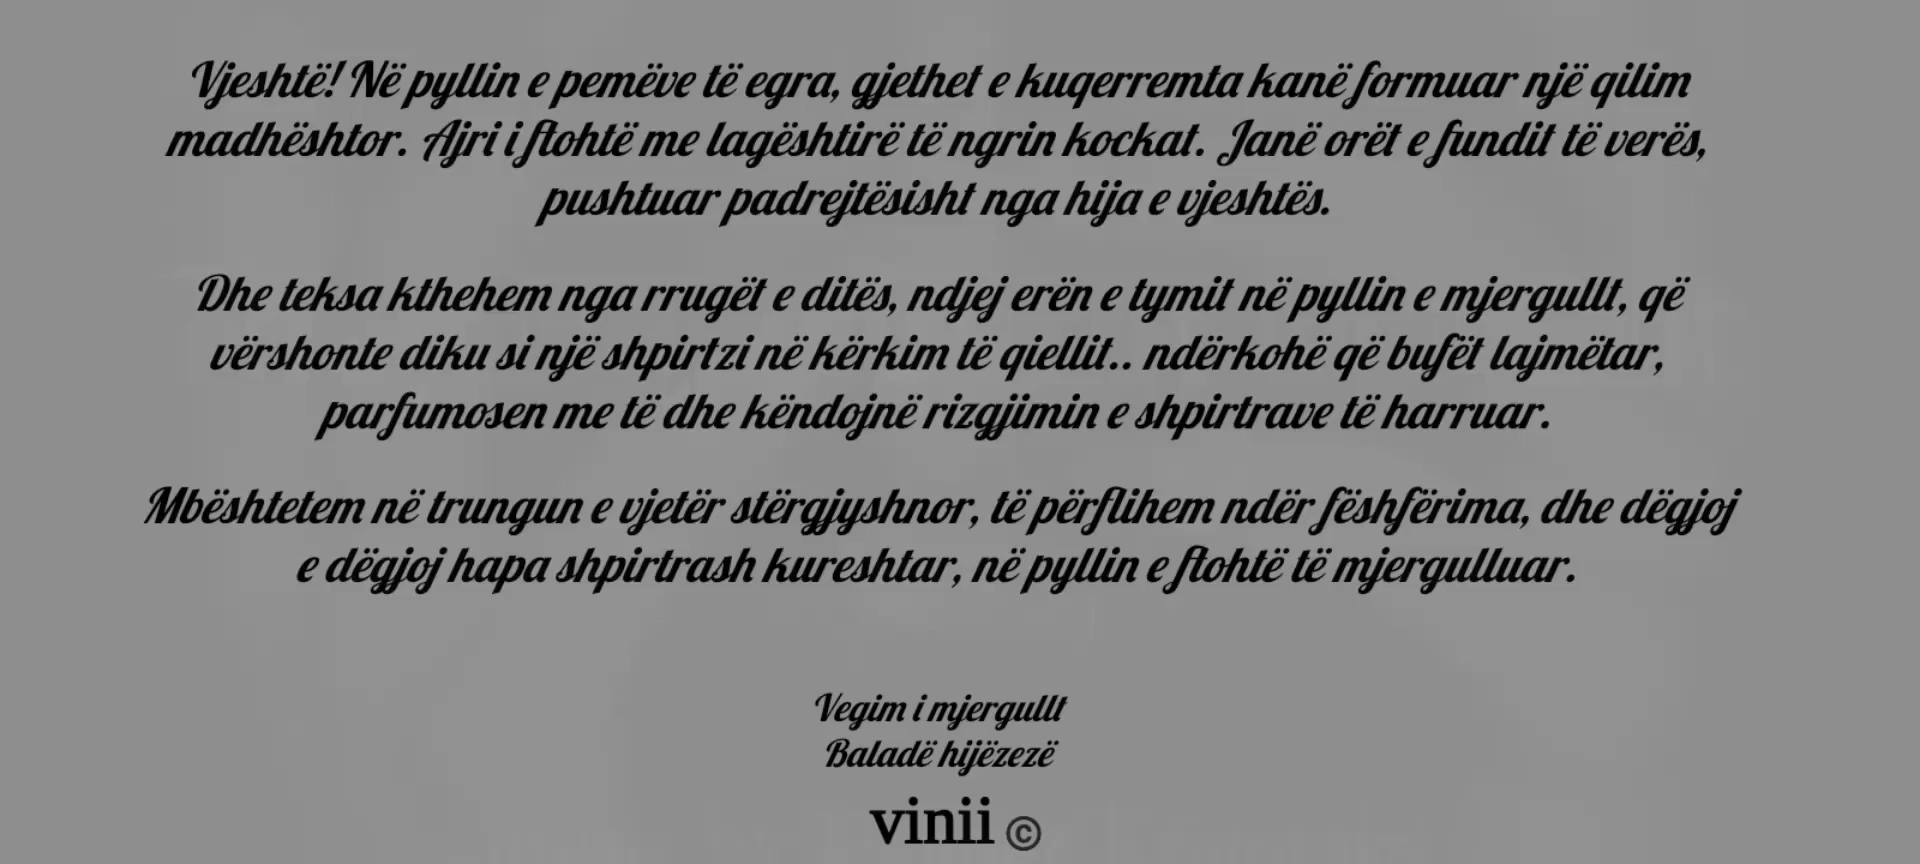 Vjeshtë! Në pyllin e pemëve të egra, gjethet e kuqerremta kanë formuar një qilim
madhështor. Ajri i ftohtë me lagështirë të ngrin kockat. Janë orët e fundit të verës,
pushtuar padrejtësisht nga hija e vjeshtës.
Dhe teksa kthehem nga rrugët e ditës, ndjej erën e tymit në pyllin e mjergullt, që
vërshonte diku si një shpirtzi në kërkim të qiellit.. ndërkohë që bufët lajmëtar,
parfumosen me të dhe këndojnë rizgjimin e shpirtrave të harruar.
Mbështetem në trungun e vjetër stërgjyshnor, të përflihem ndër fëshfërima, dhe dëgjoj
e dëgjoj hapa shpirtrash kureshtar, në pyllin e ftohtë të mjergulluar.
Vegim i mjergullt
Baladë hijëzezë
vinii ©